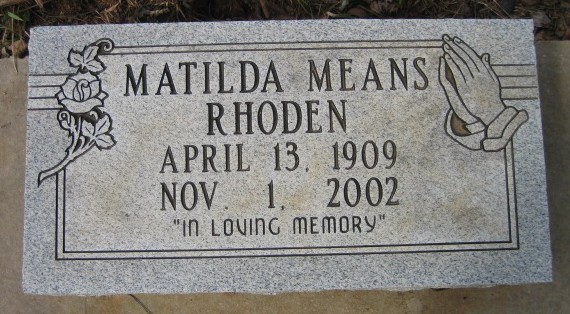 MATILDA MEANS
RHODEN
APRIL 13, 1909
NOV. 1, 2002
"IN LOVING MEMORY"